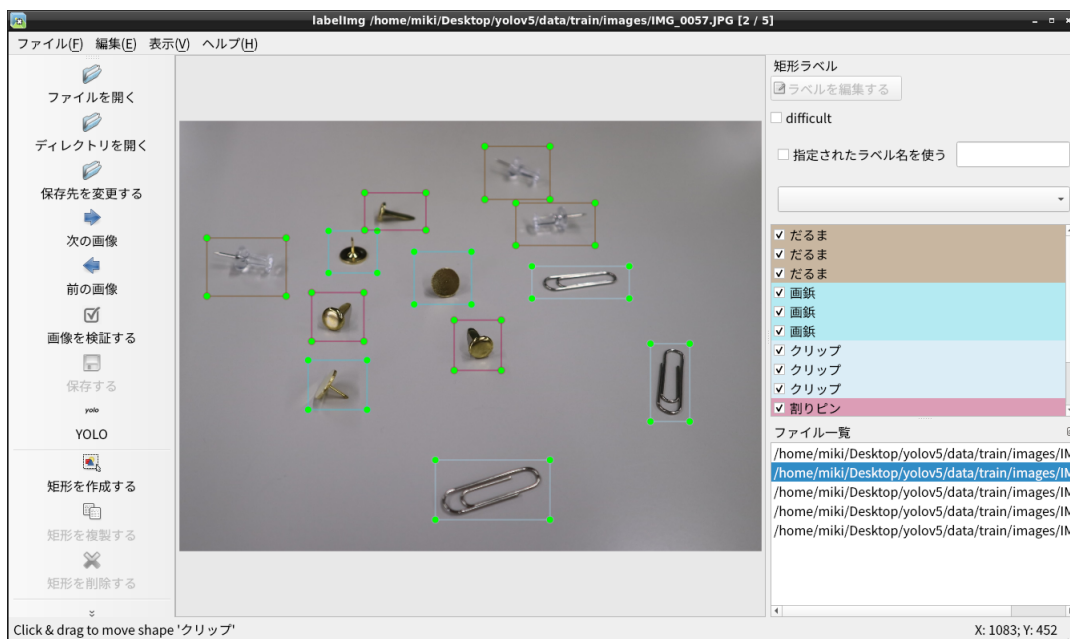 labelImg /home/miki/Desktop/yolov5/data/train/images/IMG_0057.JPG [2 / 5]
ファイル(F) 編集(E) 表示(V) ヘルプ(H)
ファイルを開く
ディレクトリを開く
保存先を変更する
次の画像
前の画像
画像を検証する
保存する
yolo
YOLO
矩形を作成する
矩形を複製する
矩形を削除する
矩形ラベル
ラベルを編集する
difficult
指定されたラベル名を使う
だるま
だるま
だるま
画鋲
画鋲
画鋲
クリップ
クリップ
クリップ
割りピン
ファイル一覧
/home/miki/Desktop/yolov5/data/train/images/IM
/home/miki/Desktop/yolov5/data/train/images/IM
/home/miki/Desktop/yolov5/data/train/images/IM
/home/miki/Desktop/yolov5/data/train/images/IM
/home/miki/Desktop/yolov5/data/train/images/IM
Click & drag to move shape 'クリップ'
X: 1083; Y: 452